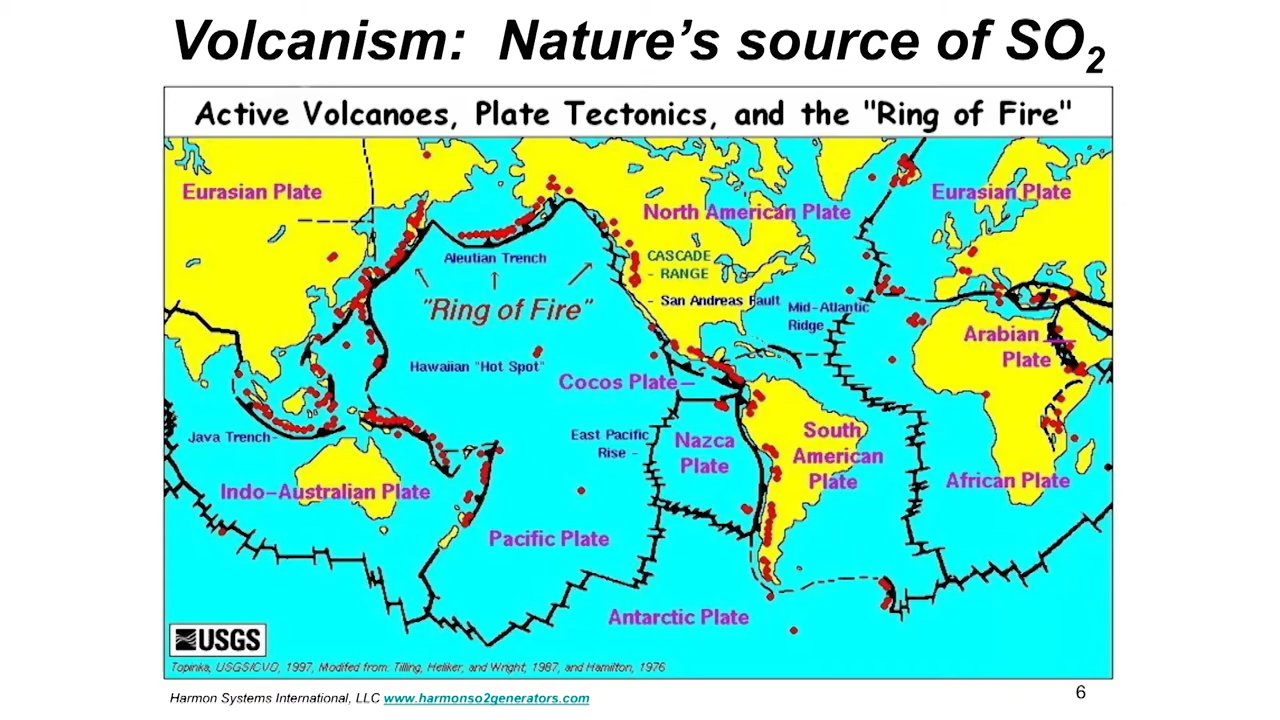 Volcanism:  Nature's source of SO2
Active Volcanoes, Plate Tectonics, and the "Ring of Fire"
Eurasian Plate
Eurasian Plate
North American Plate
Aleutian Trench
CASCADE
- RANGE
"Ring of Fire"
- San Andreas Fault
Mid-Atlantic
Ridge
Arabian
Plate
Hawaiian "Hot Spot"
Cocos Plate
Java Trench
East Pacific
Rise
Nazca
Plate
South
American
Plate
Indo-Australian Plate
African Plate
Pacific Plate
Antarctic Plate
USGS
Topinka, USGS/CVO, 1997, Modifed from: Tilling, Heliker, and Wright, 1987, and Hamilton, 1976
Harmon Systems International, LLC www.harmonso2generators.com
6